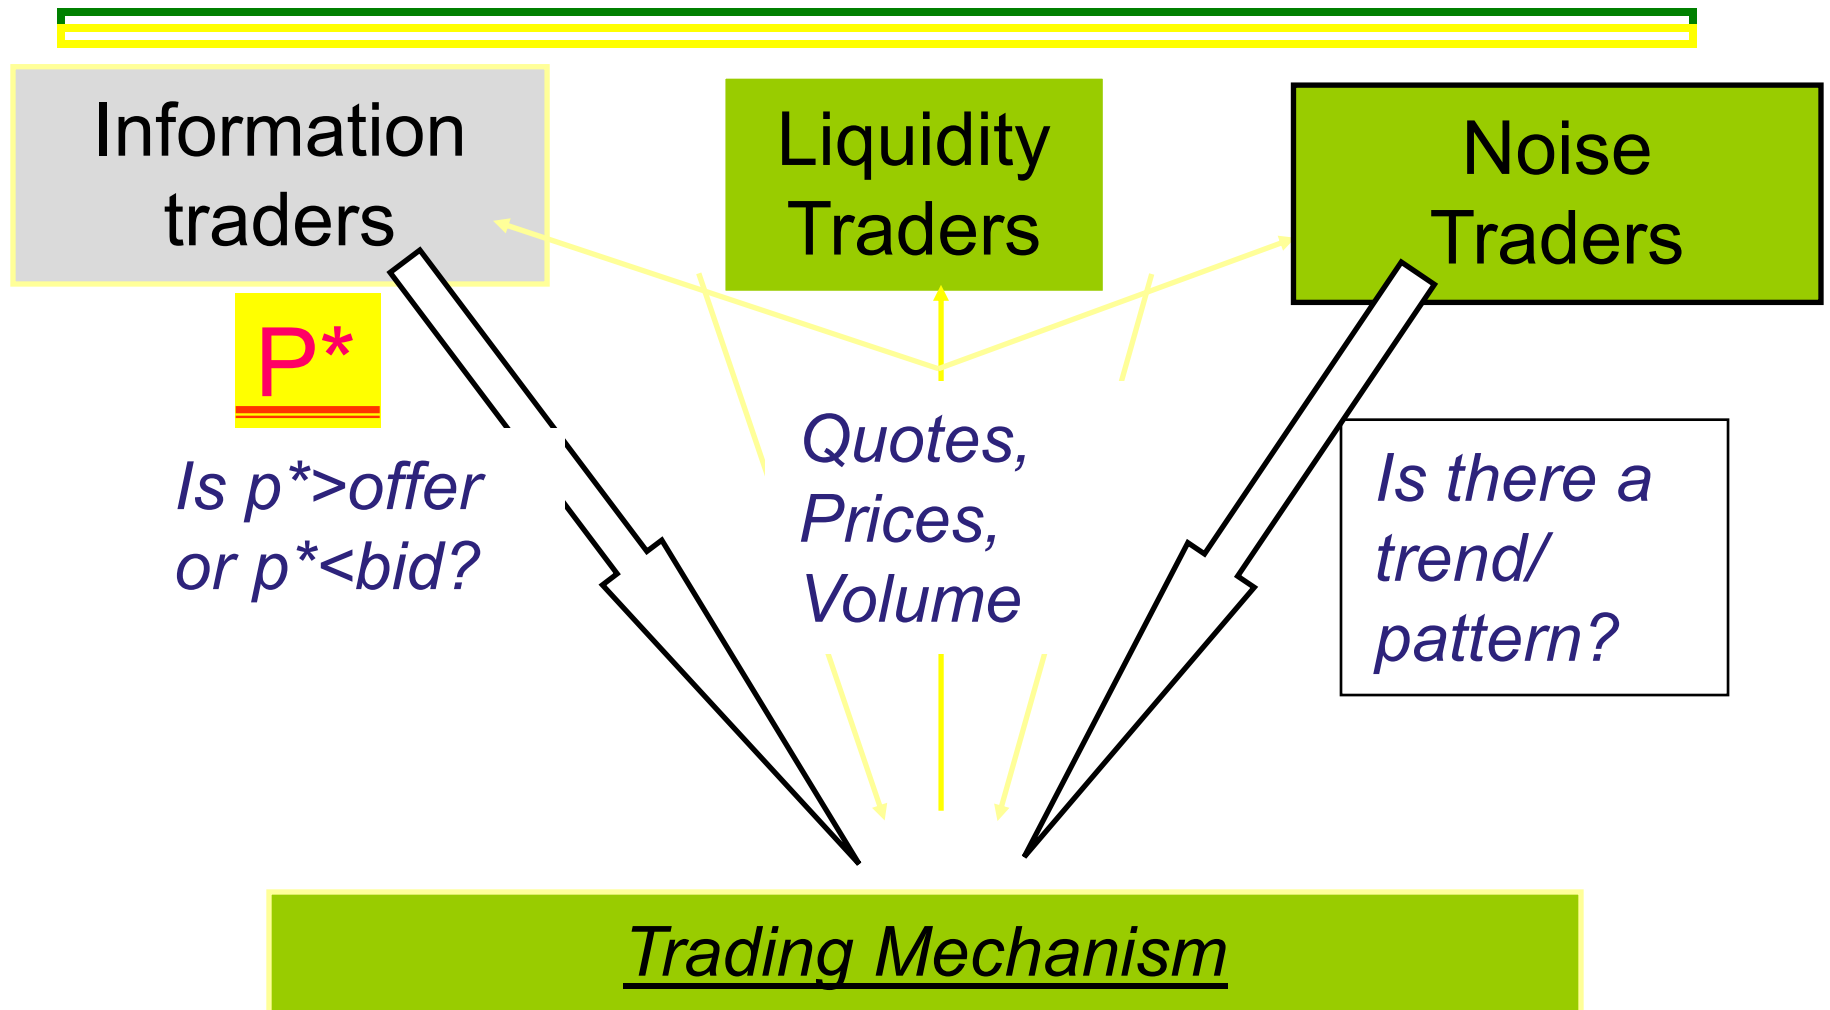 Information
traders
Liquidity
Traders
Noise
Traders
P*
Is p*>offer
or p*<bid?
Quotes,
Prices,
Volume
Is there a
trend/
pattern?
Trading Mechanism